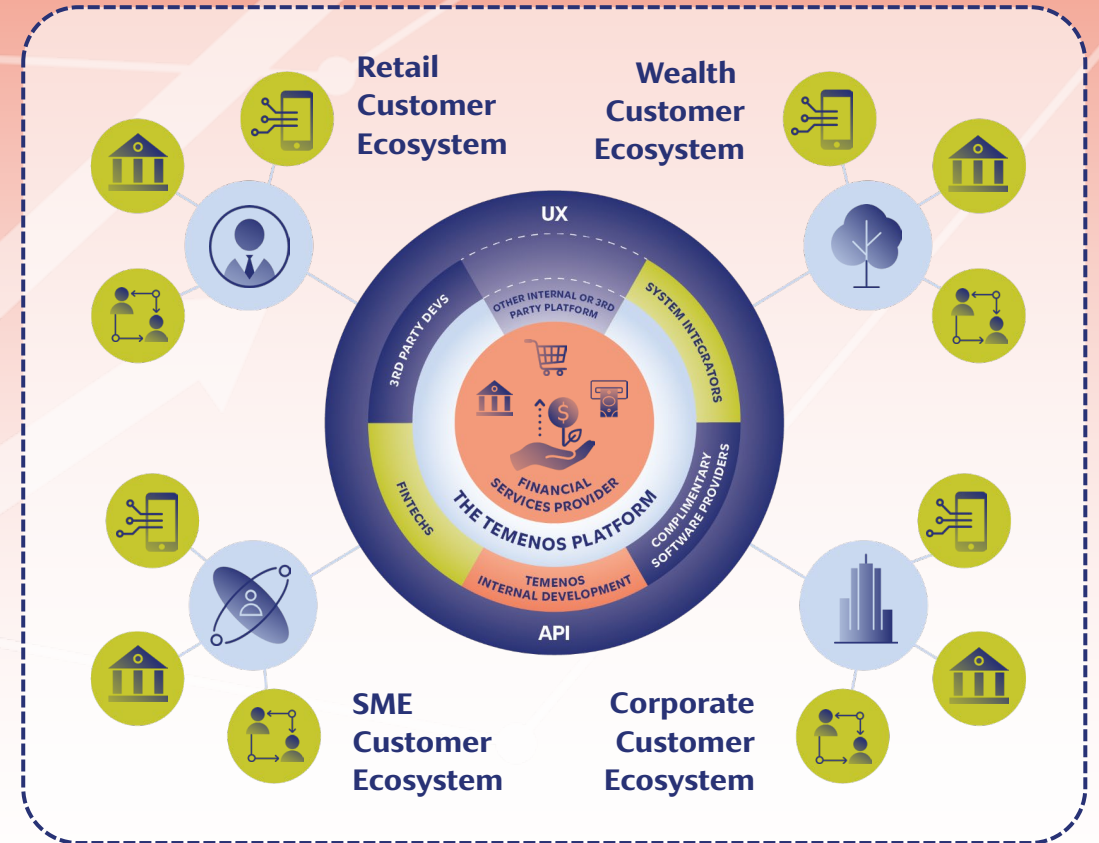 Retail
Customer
Ecosystem
Wealth
Customer
Ecosystem
UX
OTHER INTERNAL OR 3RD
PARTY PLATFORM
3RD PARTY DEVS
SYSTEM INTEGRATORS
$
FINANCIAL
SERVICES PROVIDER
THE TEMENOS PLATFORM
FINTECHS
COMPLIMENTARY
SOFTWARE PROVIDERS
TEMENOS
INTERNAL DEVELOPMENT
API
SME
Customer
Ecosystem
Corporate
Customer
Ecosystem